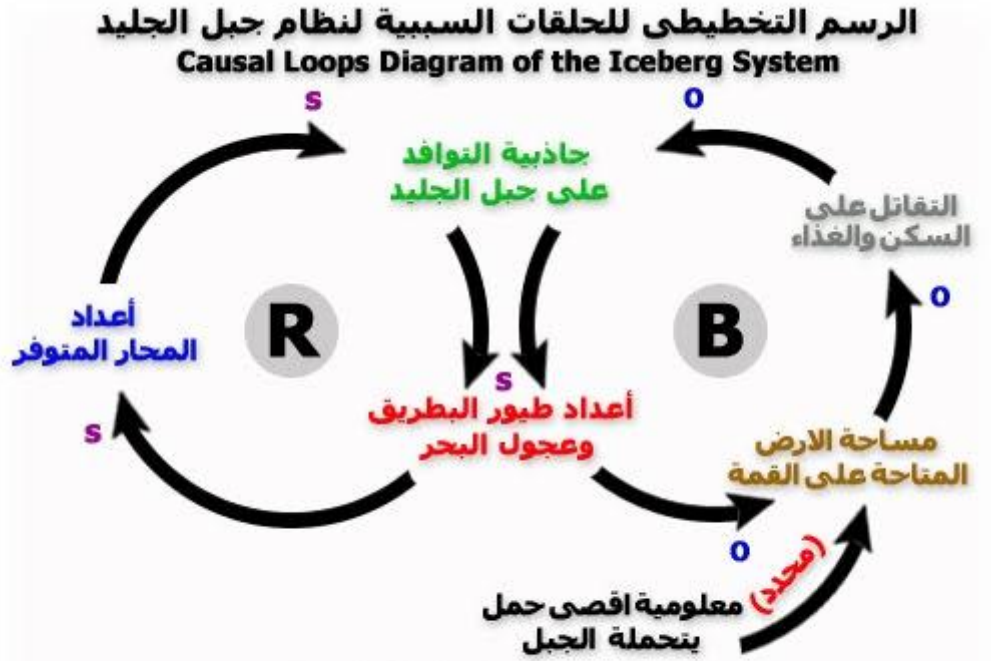 الرسم التخطيطى للحلقات السببية لنظام جبل الجليد
Causal Loops Diagram of the Iceberg System
s
O
جاذبية التوافد
على جبل الجليد
التقاتل على
السكن والغذاء
O
أعداد
المحار المتوفر
R
B
s
أعداد طيور البطريق
وعجول البحر
s
مساحة الارض
المتاحة على القمة
O
(محدد)
معلومية اقصى حمل
يتحملة الجبل